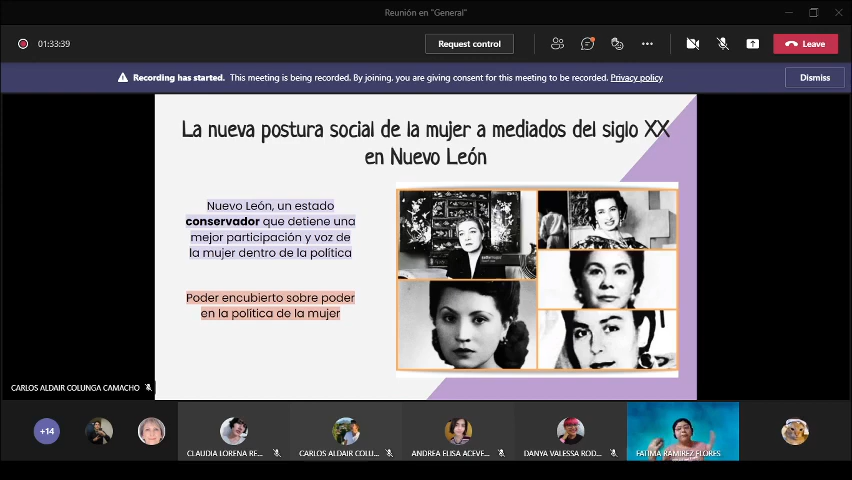 Reunión en "General"
01:33:39
Request control
Leave
Recording has started. This meeting is being recorded. By joining, you are giving consent for this meeting to be recorded. Privacy policy
Dismiss
La nueva postura social de la mujer a mediados del siglo XX
en Nuevo León
Nuevo León, un estado
conservador que detiene una
mejor participación y voz de
la mujer dentro de la política
Poder encubierto sobre poder
en la política de la mujer
CARLOS ALDAIR COLUNGA CAMACHO
+14
CLAUDIA LORENA RE...
CARLOS ALDAIR COLU...
ANDREA ELISA ACEVE...
DANYA VALESSA ROD...
FATIMA RAMIREZ FLORES